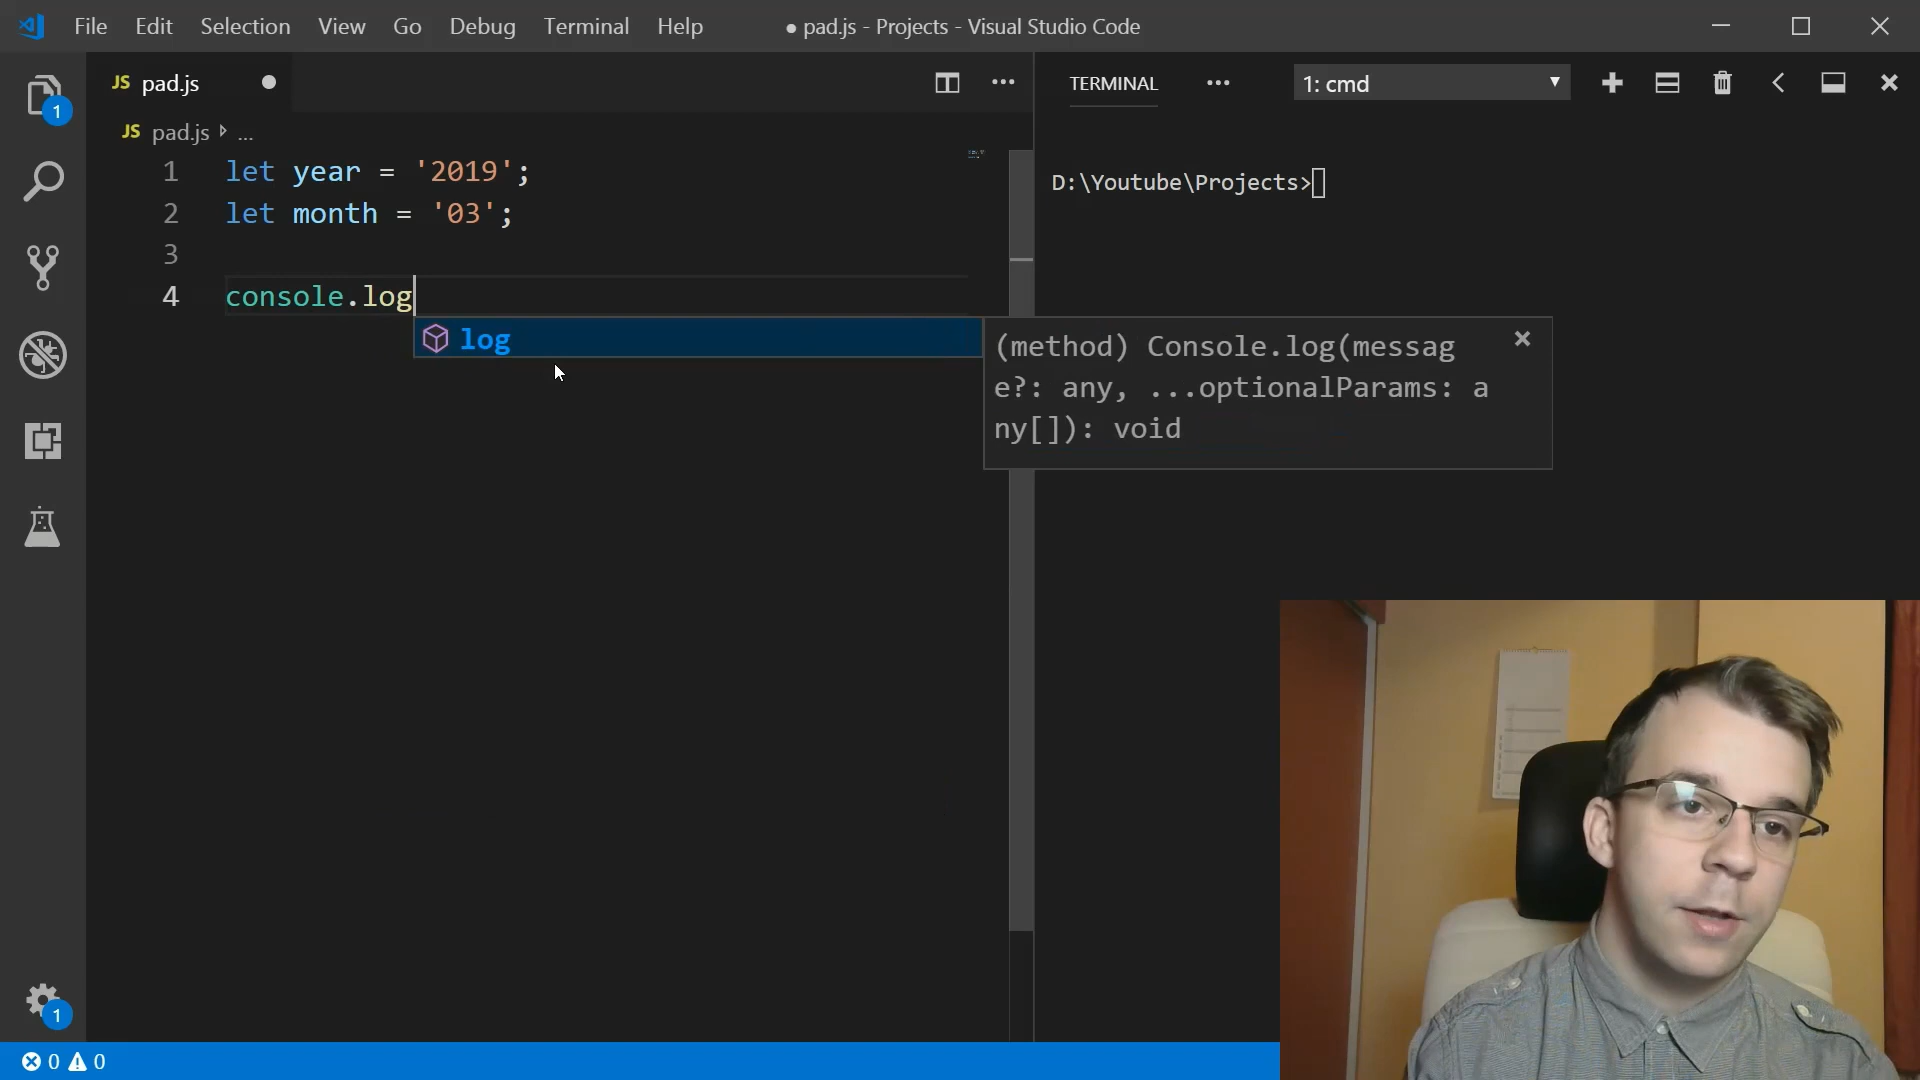 File Edit Selection View Go Debug Terminal Help ● pad.js - Projects - Visual Studio Code
JS pad.js ●
TERMINAL ... 1: cmd
JS pad.js ...
1 let year = '2019';
2 let month = '03';
3
4 console.log
log
D:\Youtube\Projects>
(method) Console.log(messag
e?: any, ...optionalParams: a
ny[]): void
1
1
0 0